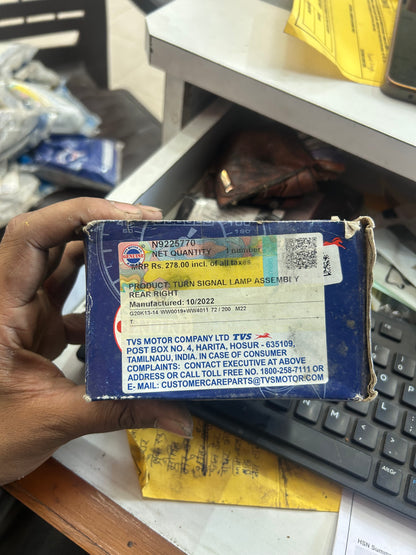 N9225770
NET QUANTITY 1 number
MRP Rs. 278.00 incl. of all taxes
PRODUCT: TURN SIGNAL LAMP ASSEMBLY
REAR RIGHT
Manufactured: 10/2022
TVS MOTOR COMPANY LTD TVS
POST BOX NO. 4, HARITA, HOSUR - 635109,
TAMILNADU, INDIA. IN CASE OF CONSUMER
COMPLAINTS: CONTACT EXECUTIVE AT ABOVE
ADDRESS OR CALL TOLL FREE NO. 1800-258-7111 OR
E- MAIL: CUSTOMERCAREPARTS@TVSMOTOR.COM